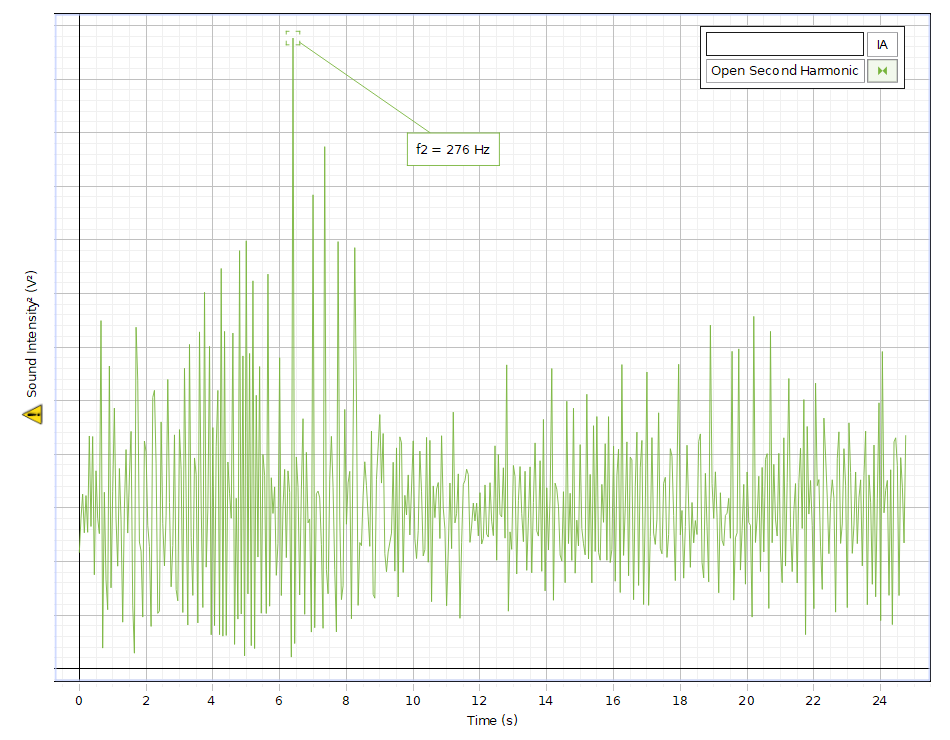 IA
Open Second Harmonic
f2 = 276 Hz
Sound Intensity² (V²)
0 2 4 6 8 10 12 14 16 18 20 22 24
Time (s)